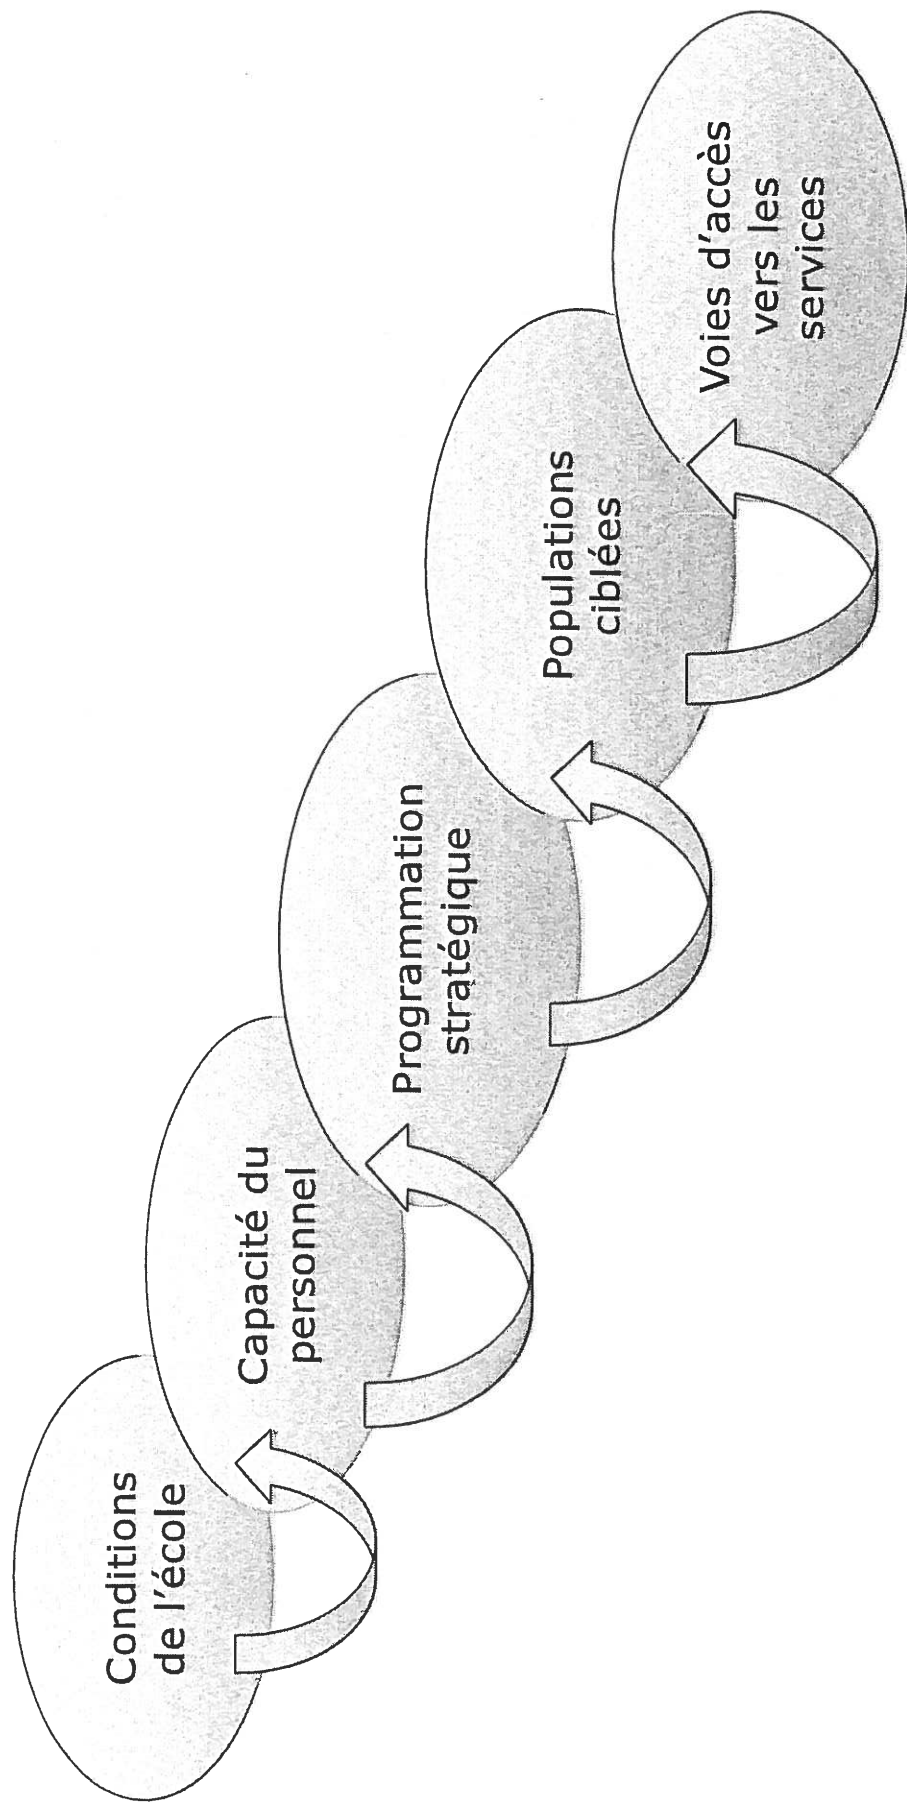 Conditions
de l'école
Capacité du
personnel
Programmation
stratégique
Populations
ciblées
Voies d'accès
vers les
services